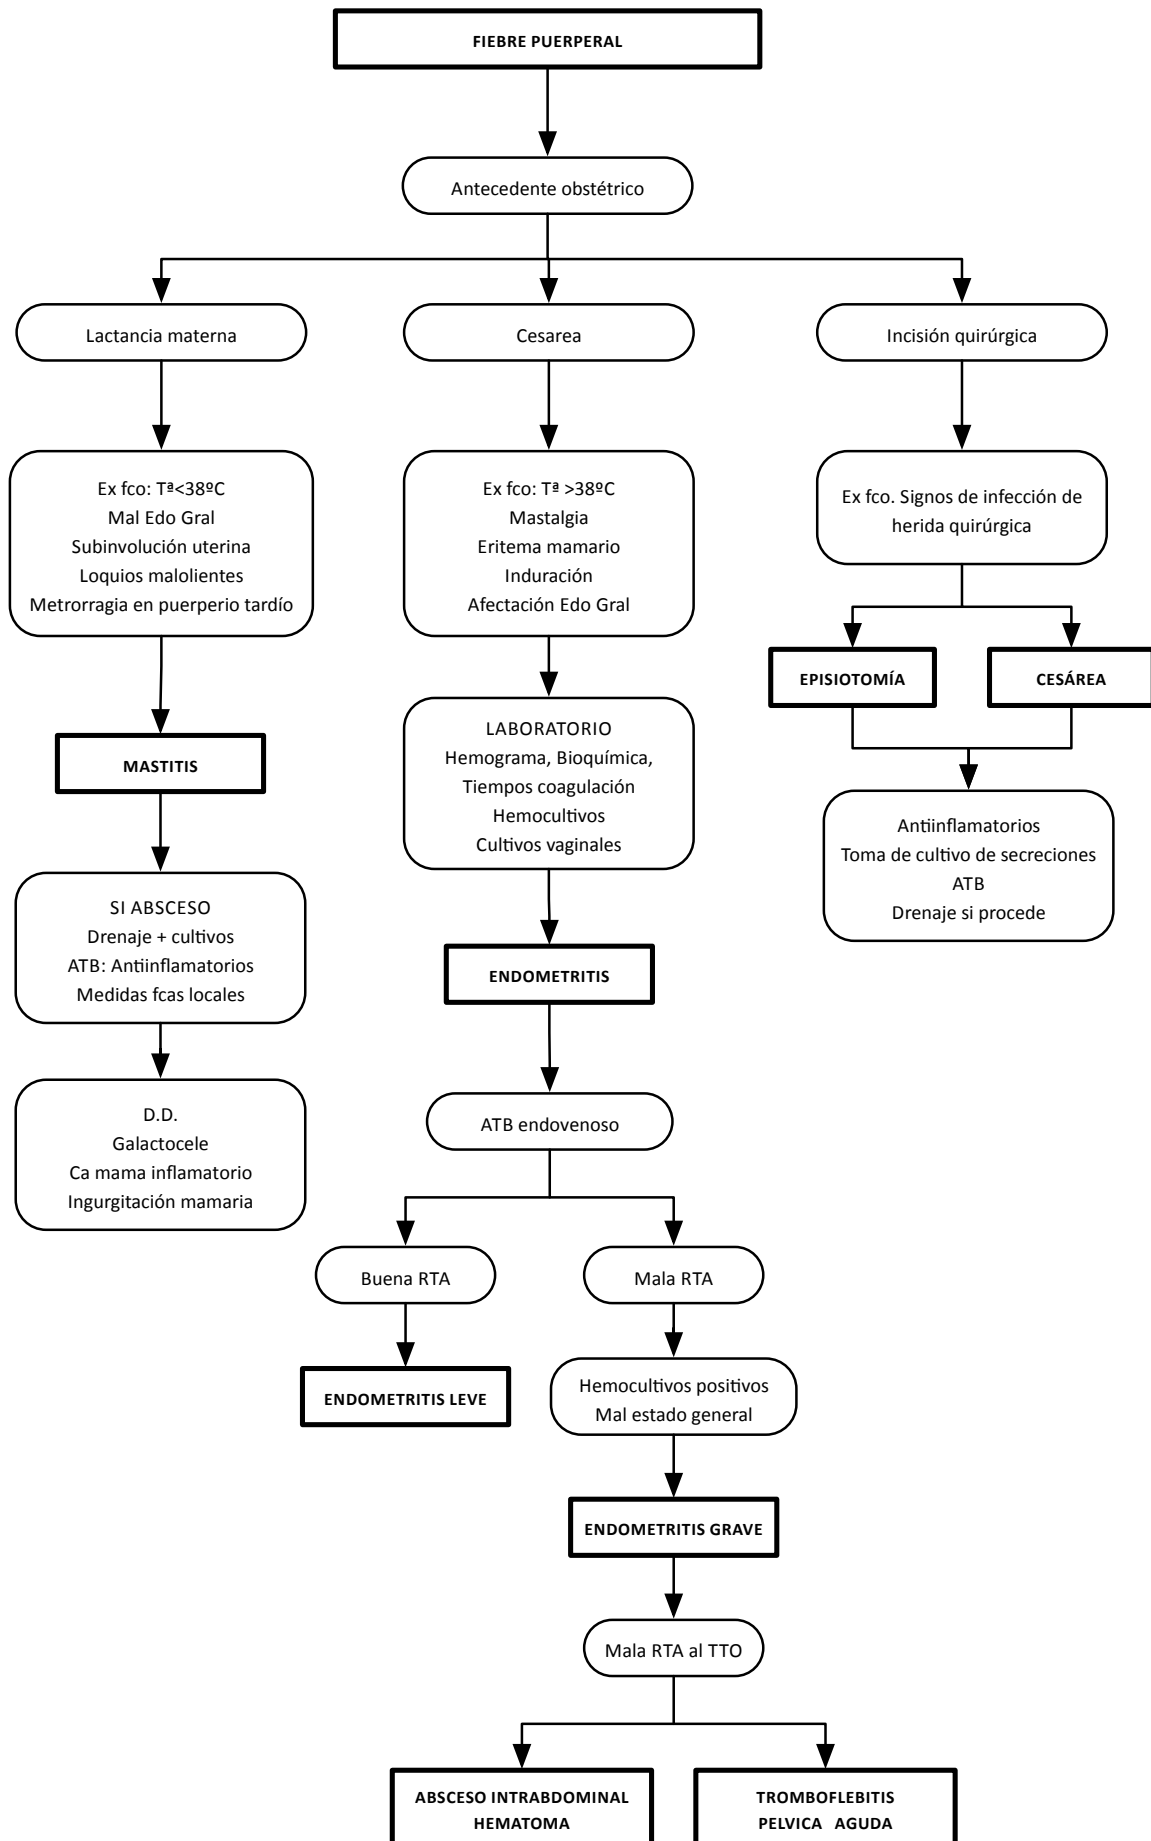 FIEBRE PUERPERAL
Antecedente obstétrico
Lactancia materna
Cesarea
Incisión quirúrgica
Ex fco: Tª<38ºC
Mal Edo Gral
Subinvolución uterina
Loquios malolientes
Metrorragia en puerperio tardío
Ex fco: Tª >38ºC
Mastalgia
Eritema mamario
Induración
Afectación Edo Gral
Ex fco. Signos de infección de
herida quirúrgica
EPISIOTOMÍA
CESÁREA
MASTITIS
LABORATORIO
Hemograma, Bioquímica,
Tiempos coagulación
Hemocultivos
Cultivos vaginales
Antiinflamatorios
Toma de cultivo de secreciones
ATB
Drenaje si procede
SI ABSCESO
Drenaje + cultivos
ATB: Antiinflamatorios
Medidas fcas locales
ENDOMETRITIS
D.D.
Galactocele
Ca mama inflamatorio
Ingurgitación mamaria
ATB endovenoso
Buena RTA
Mala RTA
ENDOMETRITIS LEVE
Hemocultivos positivos
Mal estado general
ENDOMETRITIS GRAVE
Mala RTA al TTO
ABSCESO INTRABDOMINAL
HEMATOMA
TROMBOFLEBITIS
PELVICA AGUDA